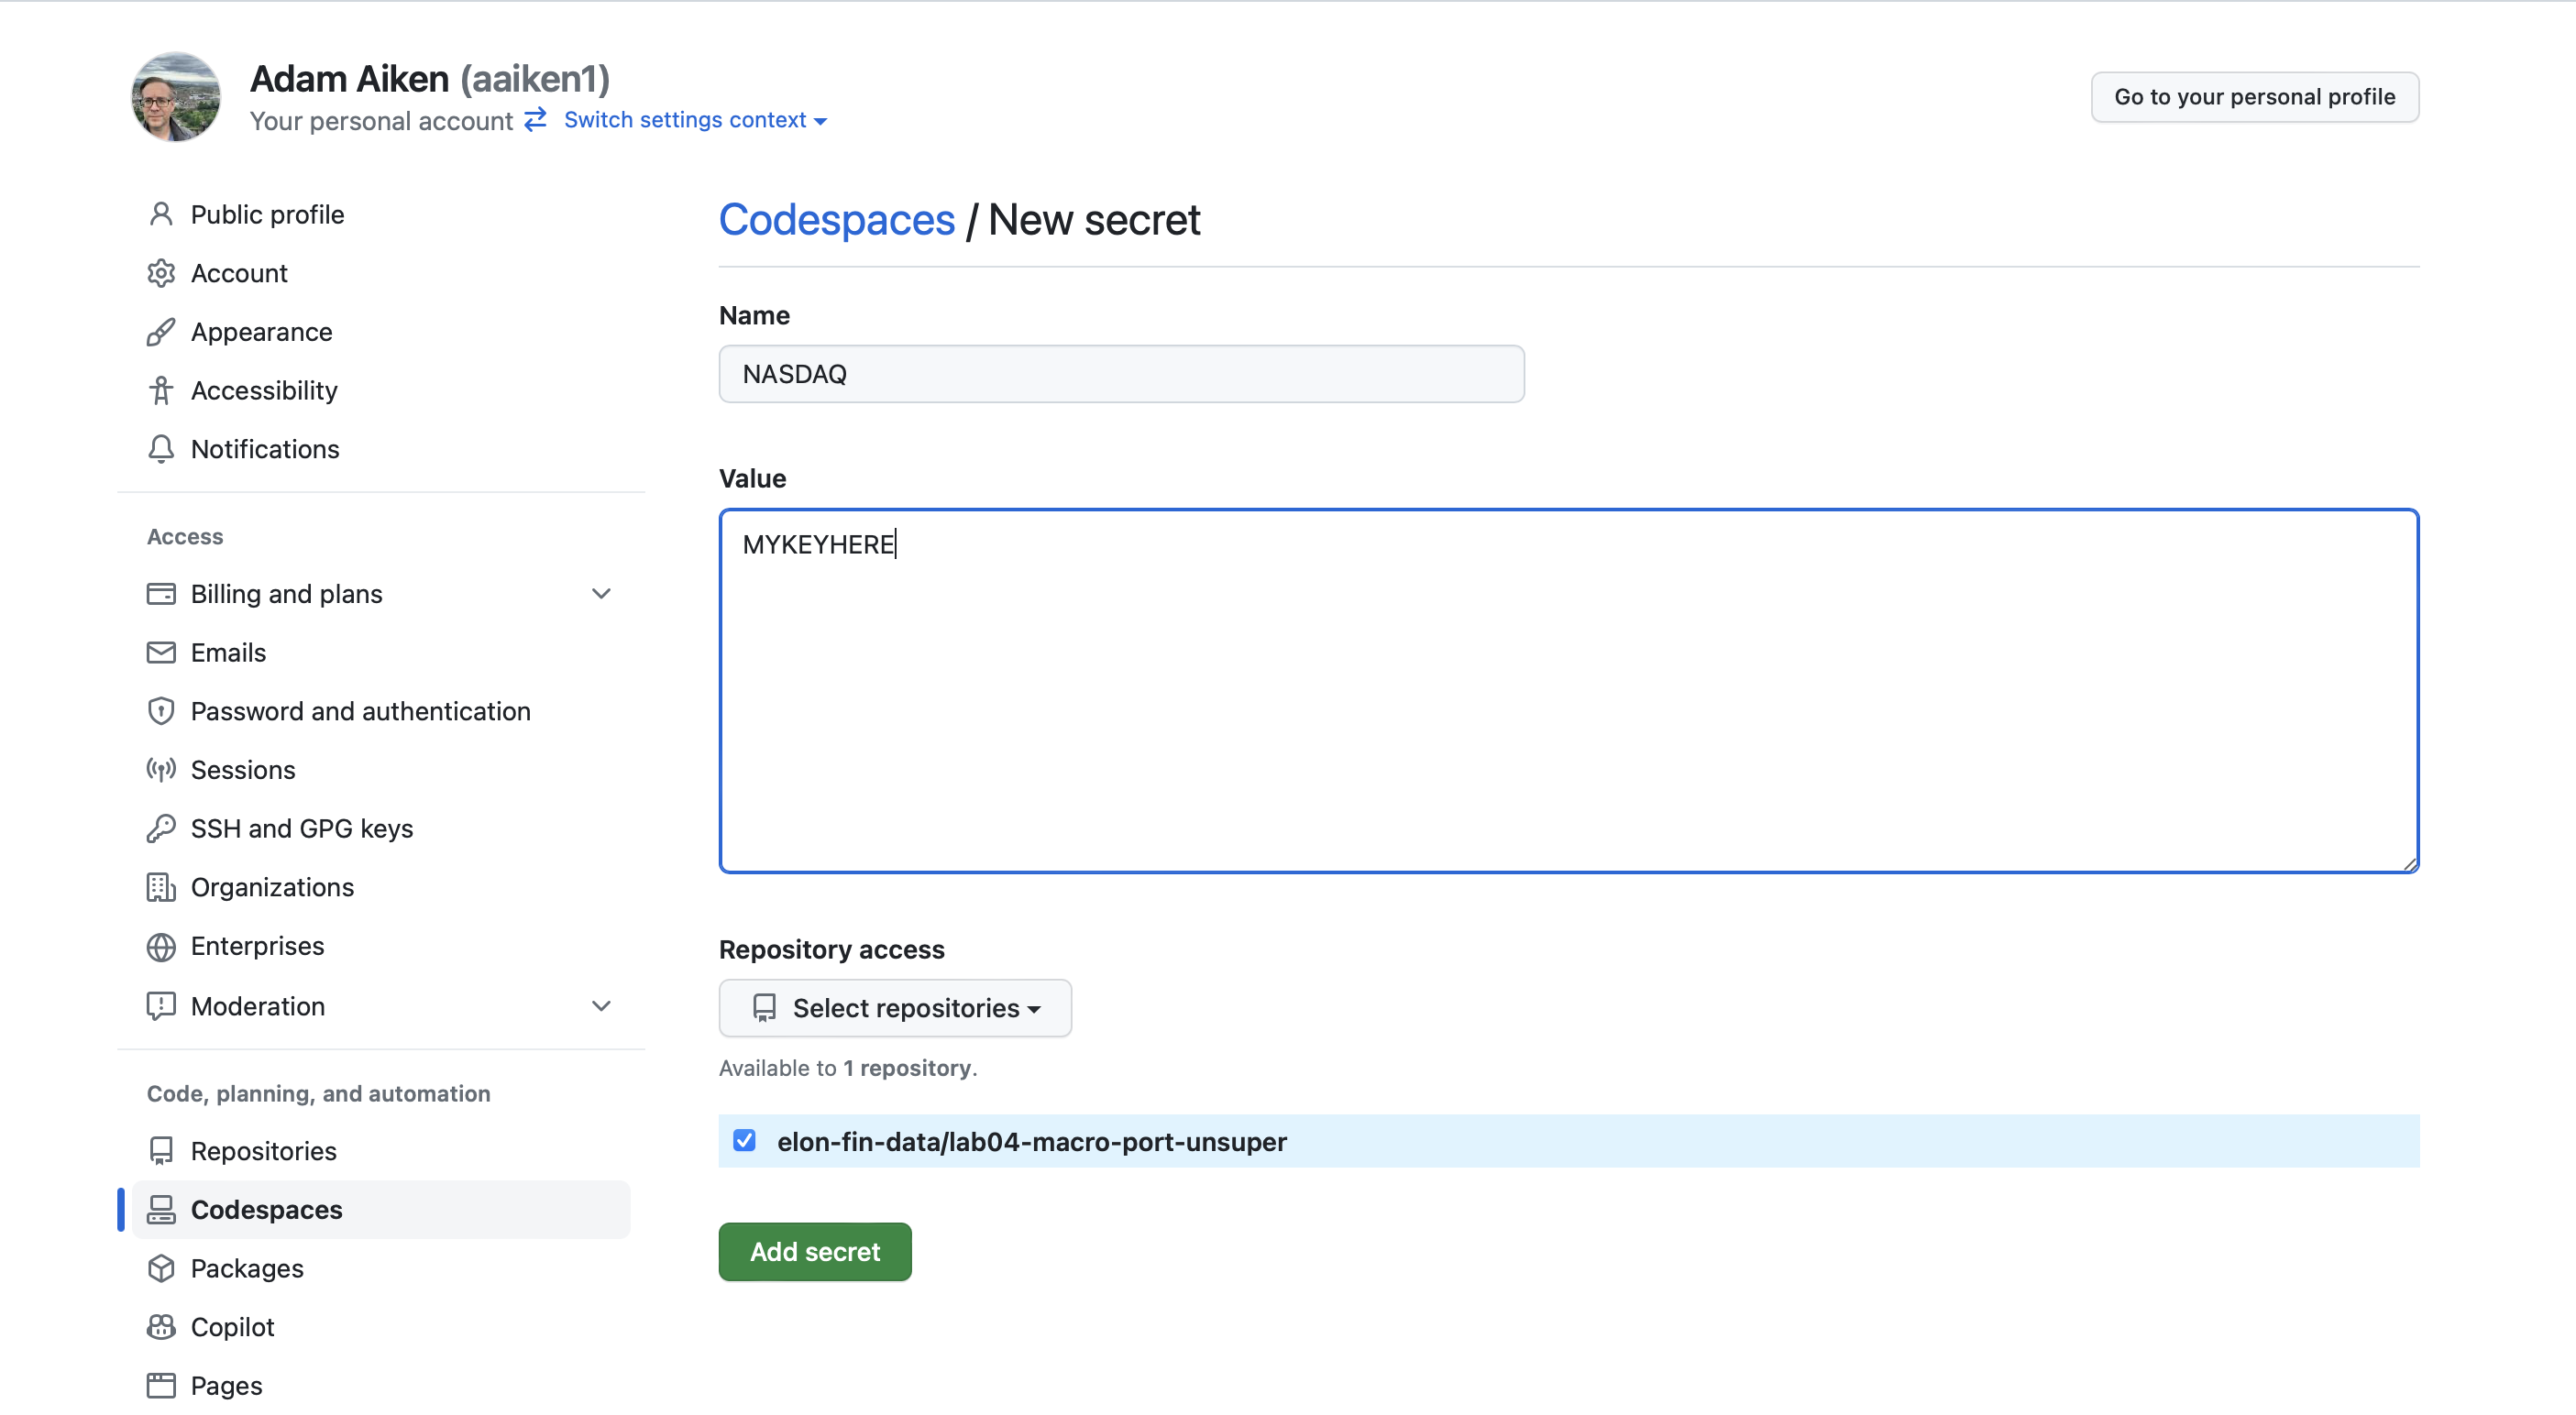 Adam Aiken (aaiken1)
Your personal account Switch settings context
Go to your personal profile
Public profile
Account
Appearance
Accessibility
Notifications
Access
Billing and plans
Emails
Password and authentication
Sessions
SSH and GPG keys
Organizations
Enterprises
Moderation
Code, planning, and automation
Repositories
Codespaces
Packages
Copilot
Pages
Codespaces / New secret
Name
NASDAQ
Value
MYKEYHERE
Repository access
Select repositories
Available to 1 repository.
elon-fin-data/lab04-macro-port-unsuper
Add secret